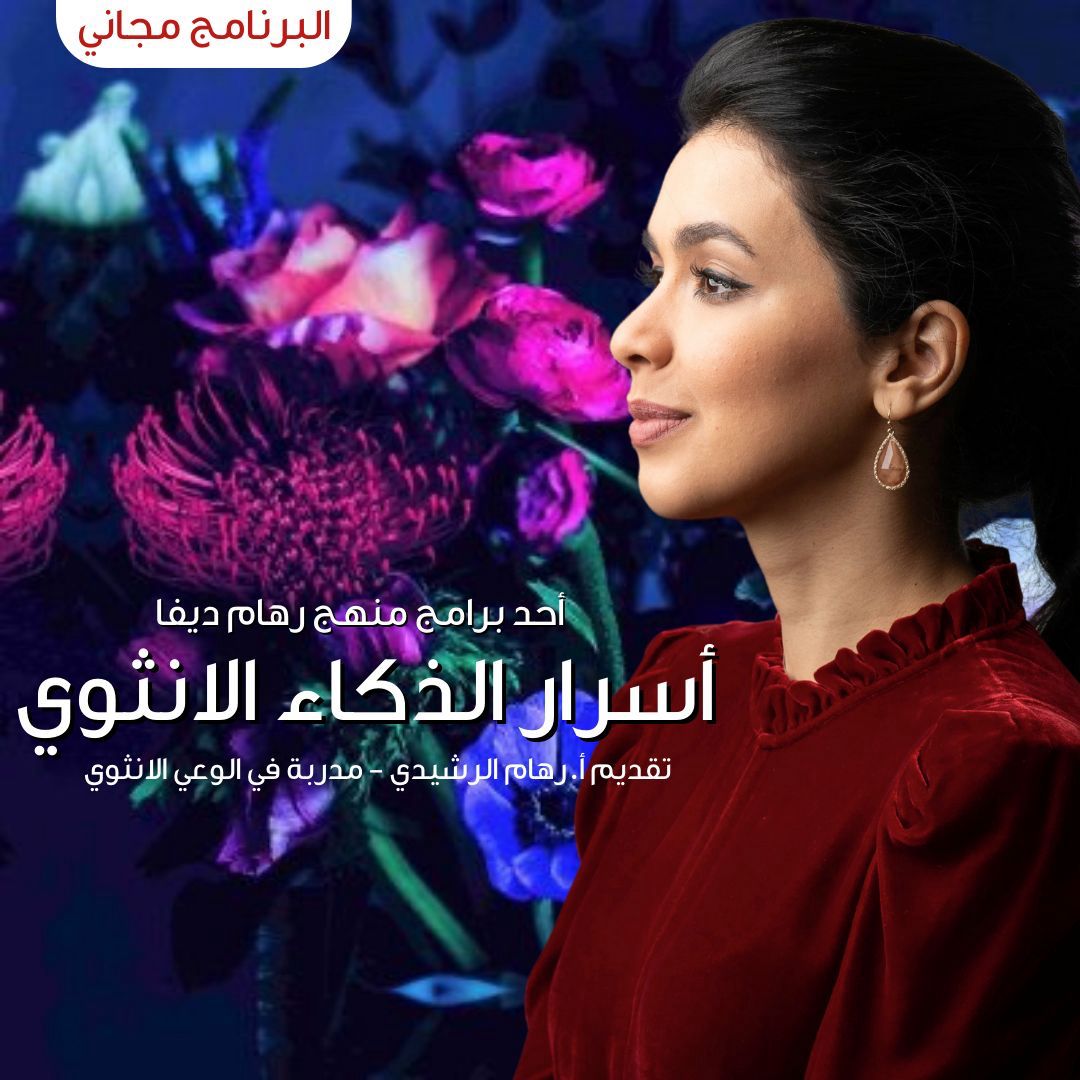 البرنامج مجاني
أحد برامج منهج رهام ديفا
أسرار الذكاء الانثوي
تقديم أ. رهام الرشيدي - مدربة في الوعي الانثوي